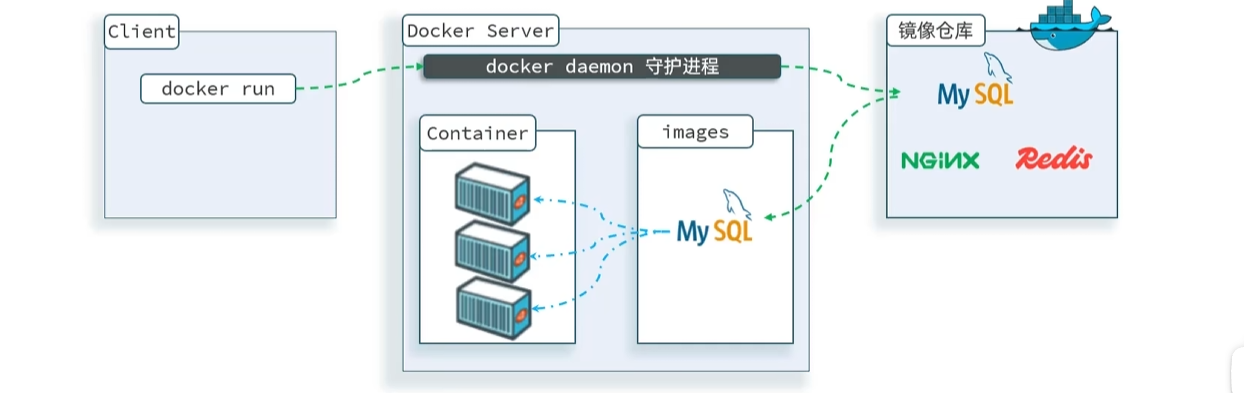 Client
docker run
Docker Server
docker daemon 守护进程
Container
images
MySQL
镜像仓库
MySQL
NGINX
Redis